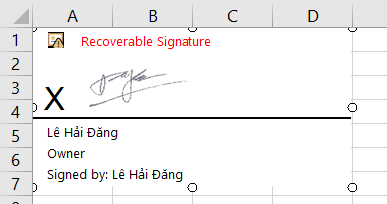 A B C D
1 Recoverable Signature
2
3
4 X
5 Lê Hải Đăng
6 Owner
7 Signed by: Lê Hải Đăng